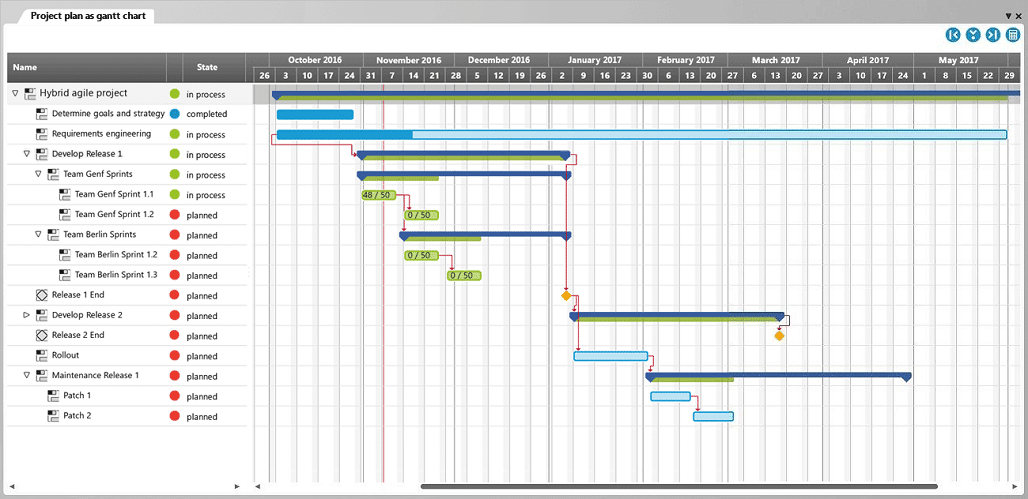 Project plan as gantt chart
Name State October 2016 November 2016 December 2016 January 2017 February 2017 March 2017 April 2017 May 2017
26 3 10 17 24 31 7 14 21 28 5 12 19 26 2 9 16 23 30 6 13 20 27 6 13 20 27 3 10 17 24 1 8 15 22 29
Hybrid agile project in process
Determine goals and strategy completed
Requirements engineering in process
Develop Release 1 in process
Team Genf Sprints in process
Team Genf Sprint 1.1 in process 48 / 50
Team Genf Sprint 1.2 planned 0 / 50
Team Berlin Sprints planned
Team Berlin Sprint 1.2 planned 0 / 50
Team Berlin Sprint 1.3 planned 0 / 50
Release 1 End planned
Develop Release 2 planned
Release 2 End planned
Rollout planned
Maintenance Release 1 planned
Patch 1 planned
Patch 2 planned